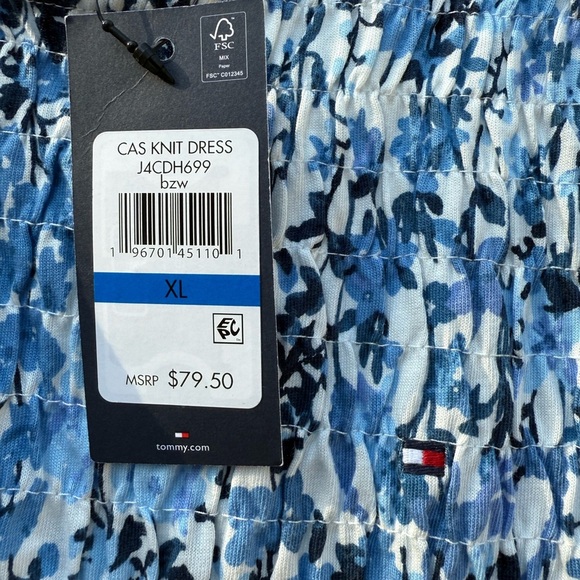 FSC
MIX
Paper
FSC® C012345
CAS KNIT DRESS
J4CDH699
bzw
1 96701 45110 1
XL
EPC
MSRP $79.50
tommy.com